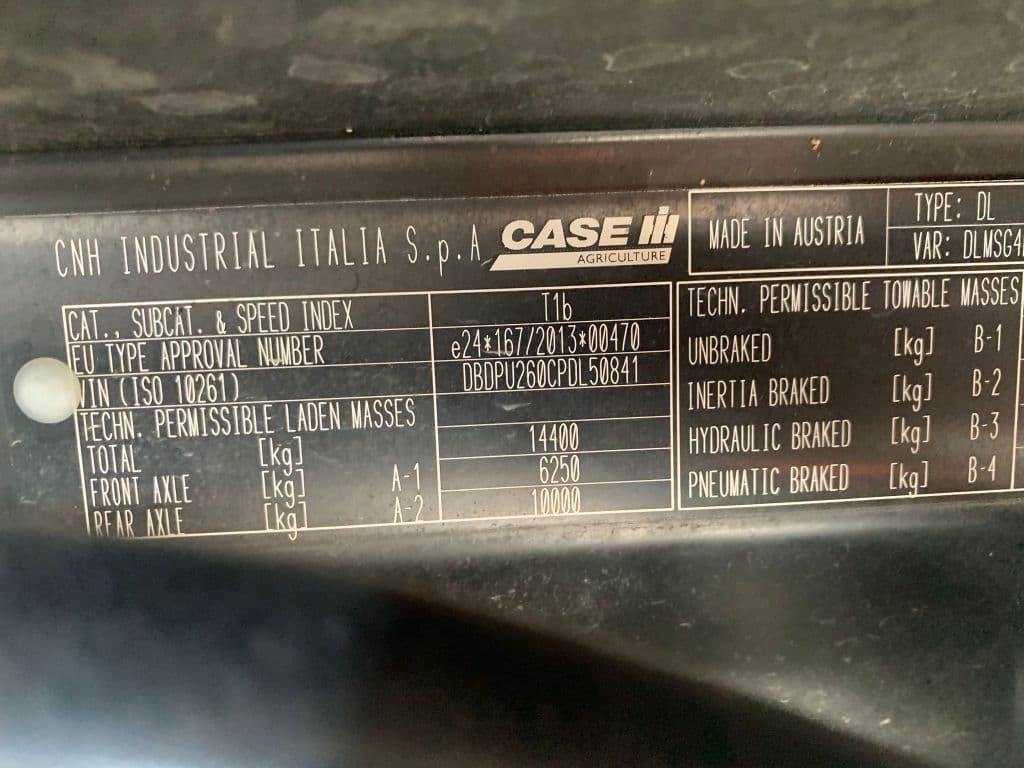 CNH INDUSTRIAL ITALIA S.p.A. CASE IH
AGRICULTURE
MADE IN AUSTRIA
TYPE: DL
VAR: DLMSG4
CAT., SUBCAT. & SPEED INDEX T1b
EU TYPE APPROVAL NUMBER e24*167/2013*00470
VIN (ISO 10261) DBDPU260CPDL50841
TECHN. PERMISSIBLE LADEN MASSES
TOTAL [kg] 14400
FRONT AXLE [kg] A-1 6250
REAR AXLE [kg] A-2 10000
TECHN. PERMISSIBLE TOWABLE MASSES
UNBRAKED [kg] B-1
INERTIA BRAKED [kg] B-2
HYDRAULIC BRAKED [kg] B-3
PNEUMATIC BRAKED [kg] B-4